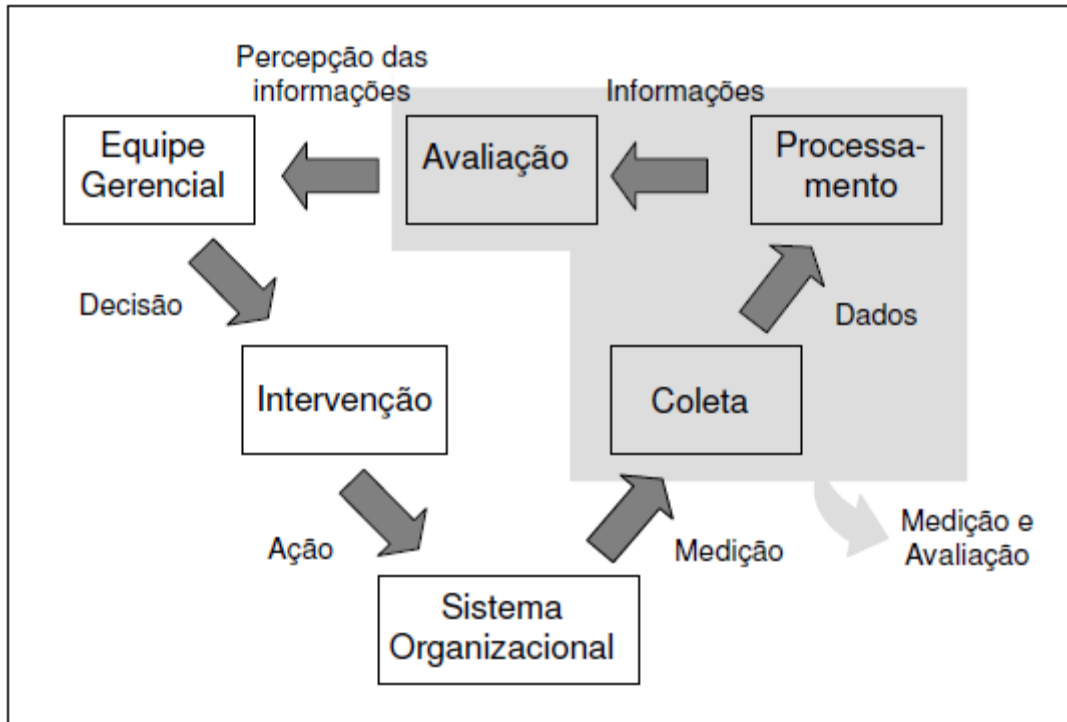 Percepção das
informações
Informações
Equipe
Gerencial
Avaliação
Processa-
mento
Decisão
Dados
Intervenção
Coleta
Ação
Medição
Medição e
Avaliação
Sistema
Organizacional